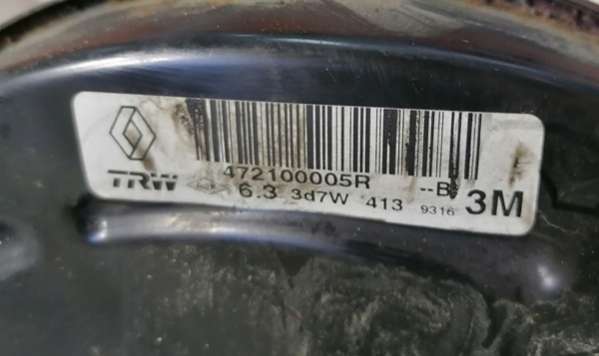 472100005R --B
TRW 6.3 3d7W 413 9316 3M